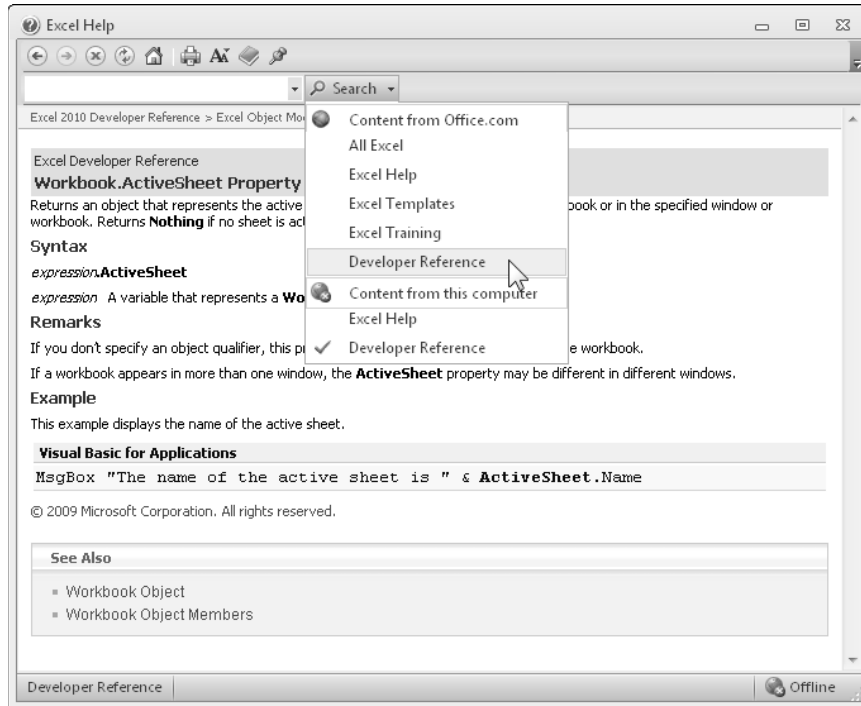 Excel Help
Search
Excel 2010 Developer Reference > Excel Object Mo
Content from Office.com
All Excel
Excel Help
Excel Templates
Excel Training
Developer Reference
Content from this computer
Excel Help
Developer Reference
Excel Developer Reference
Workbook.ActiveSheet Property
Returns an object that represents the active book or in the specified window or
workbook. Returns Nothing if no sheet is act
Syntax
expression.ActiveSheet
expression A variable that represents a Wo
Remarks
If you don't specify an object qualifier, this pr e workbook.
If a workbook appears in more than one window, the ActiveSheet property may be different in different windows.
Example
This example displays the name of the active sheet.
Visual Basic for Applications
MsgBox "The name of the active sheet is " & ActiveSheet.Name
© 2009 Microsoft Corporation. All rights reserved.
See Also
Workbook Object
Workbook Object Members
Developer Reference
Offline